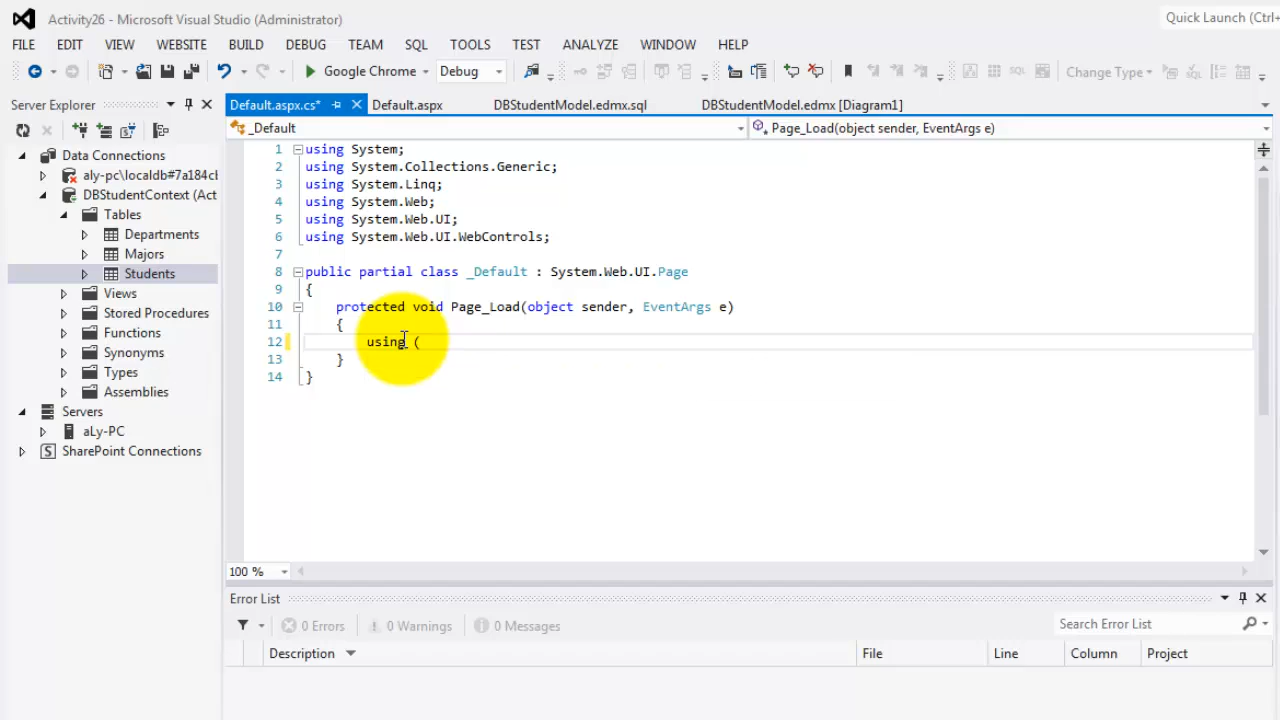 Activity26 - Microsoft Visual Studio (Administrator)
Quick Launch (Ctrl+
FILE EDIT VIEW WEBSITE BUILD DEBUG TEAM SQL TOOLS TEST ANALYZE WINDOW HELP
Google Chrome Debug Change Type
Server Explorer
Default.aspx.cs* Default.aspx DBStudentModel.edmx.sql DBStudentModel.edmx [Diagram1]
_Default Page_Load(object sender, EventArgs e)
Data Connections
aly-pc\localdb#7a184cb
DBStudentContext (Act
Tables
Departments
Majors
Students
Views
Stored Procedures
Functions
Synonyms
Types
Assemblies
Servers
aLy-PC
SharePoint Connections
1 using System;
2 using System.Collections.Generic;
3 using System.Linq;
4 using System.Web;
5 using System.Web.UI;
6 using System.Web.UI.WebControls;
7
8 public partial class _Default : System.Web.UI.Page
9 {
10 protected void Page_Load(object sender, EventArgs e)
11 {
12 using (
13 }
14 }
100 %
Error List
0 Errors 0 Warnings 0 Messages Search Error List
Description File Line Column Project